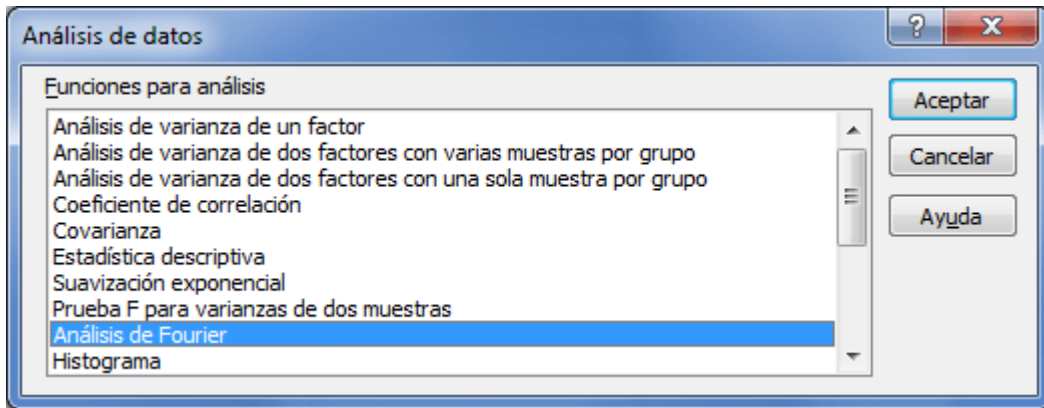 Análisis de datos
Funciones para análisis
Análisis de varianza de un factor
Análisis de varianza de dos factores con varias muestras por grupo
Análisis de varianza de dos factores con una sola muestra por grupo
Coeficiente de correlación
Covarianza
Estadística descriptiva
Suavización exponencial
Prueba F para varianzas de dos muestras
Análisis de Fourier
Histograma
Aceptar
Cancelar
Ayuda